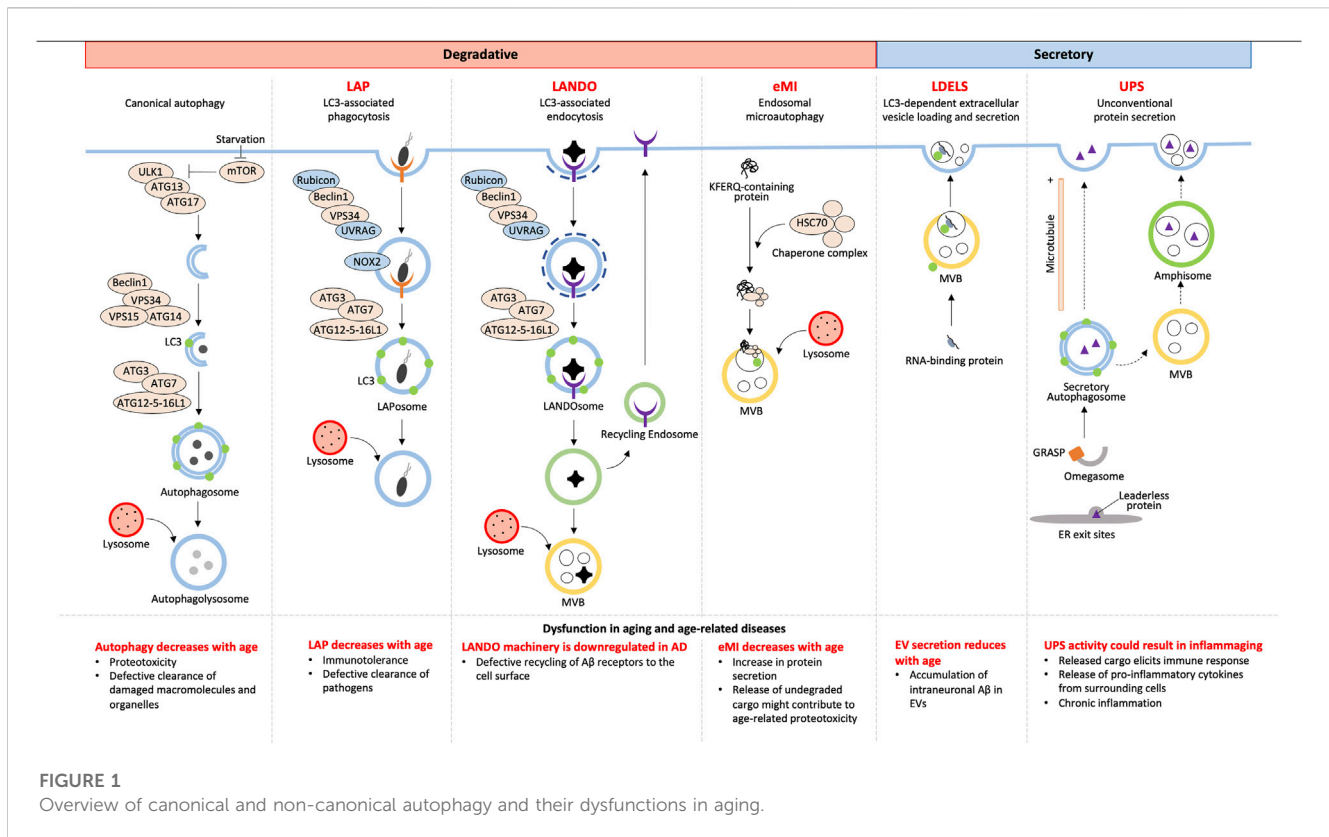 Degradative
Secretory
Canonical autophagy
LAP
LC3-associated
phagocytosis
LANDO
LC3-associated
endocytosis
eMI
Endosomal
microautophagy
LDELS
LC3-dependent extracellular
vesicle loading and secretion
UPS
Unconventional
protein secretion
Starvation
mTOR
ULK1
ATG13
ATG17
Beclin1
VPS34
VPS15
ATG14
LC3
ATG3
ATG7
ATG12-5-16L1
Autophagosome
Lysosome
Autophagolysosome
Rubicon
Beclin1
VPS34
UVRAG
NOX2
ATG3
ATG7
ATG12-5-16L1
LC3
LAPosome
Lysosome
Rubicon
Beclin1
VPS34
UVRAG
ATG3
ATG7
ATG12-5-16L1
LANDOsome
Recycling Endosome
Lysosome
MVB
KFERQ-containing
protein
HSC70
Chaperone complex
Lysosome
MVB
MVB
RNA-binding protein
+
Microtubule
Amphisome
MVB
Secretory
Autophagosome
GRASP
Omegasome
Leaderless
protein
ER exit sites
Dysfunction in aging and age-related diseases
Autophagy decreases with age
• Proteotoxicity
• Defective clearance of
damaged macromolecules and
organelles
LAP decreases with age
• Immunotolerance
• Defective clearance of
pathogens
LANDO machinery is downregulated in AD
• Defective recycling of Aβ receptors to the
cell surface
eMI decreases with age
• Increase in protein
secretion
• Release of undegraded
cargo might contribute to
age-related proteotoxicity
EV secretion reduces
with age
• Accumulation of
intraneuronal Aβ in
EVs
UPS activity could result in inflammaging
• Released cargo elicits immune response
• Release of pro-inflammatory cytokines
from surrounding cells
• Chronic inflammation
FIGURE 1
Overview of canonical and non-canonical autophagy and their dysfunctions in aging.